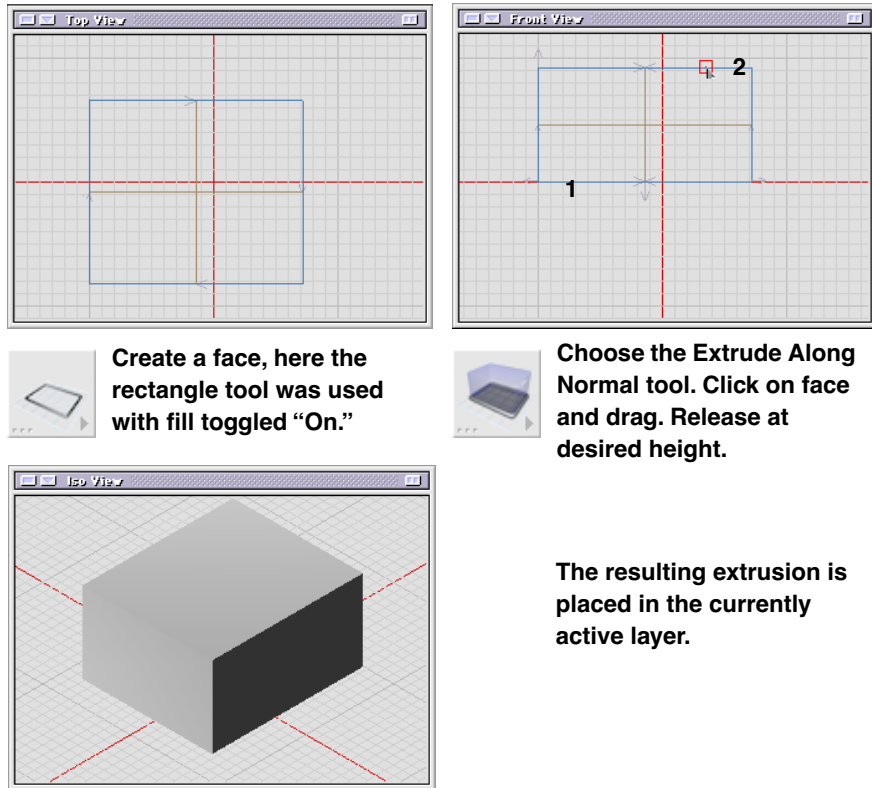 Top View
Front View
2
1
Create a face, here the
rectangle tool was used
with fill toggled “On.”
Choose the Extrude Along
Normal tool. Click on face
and drag. Release at
desired height.
Iso View
The resulting extrusion is
placed in the currently
active layer.